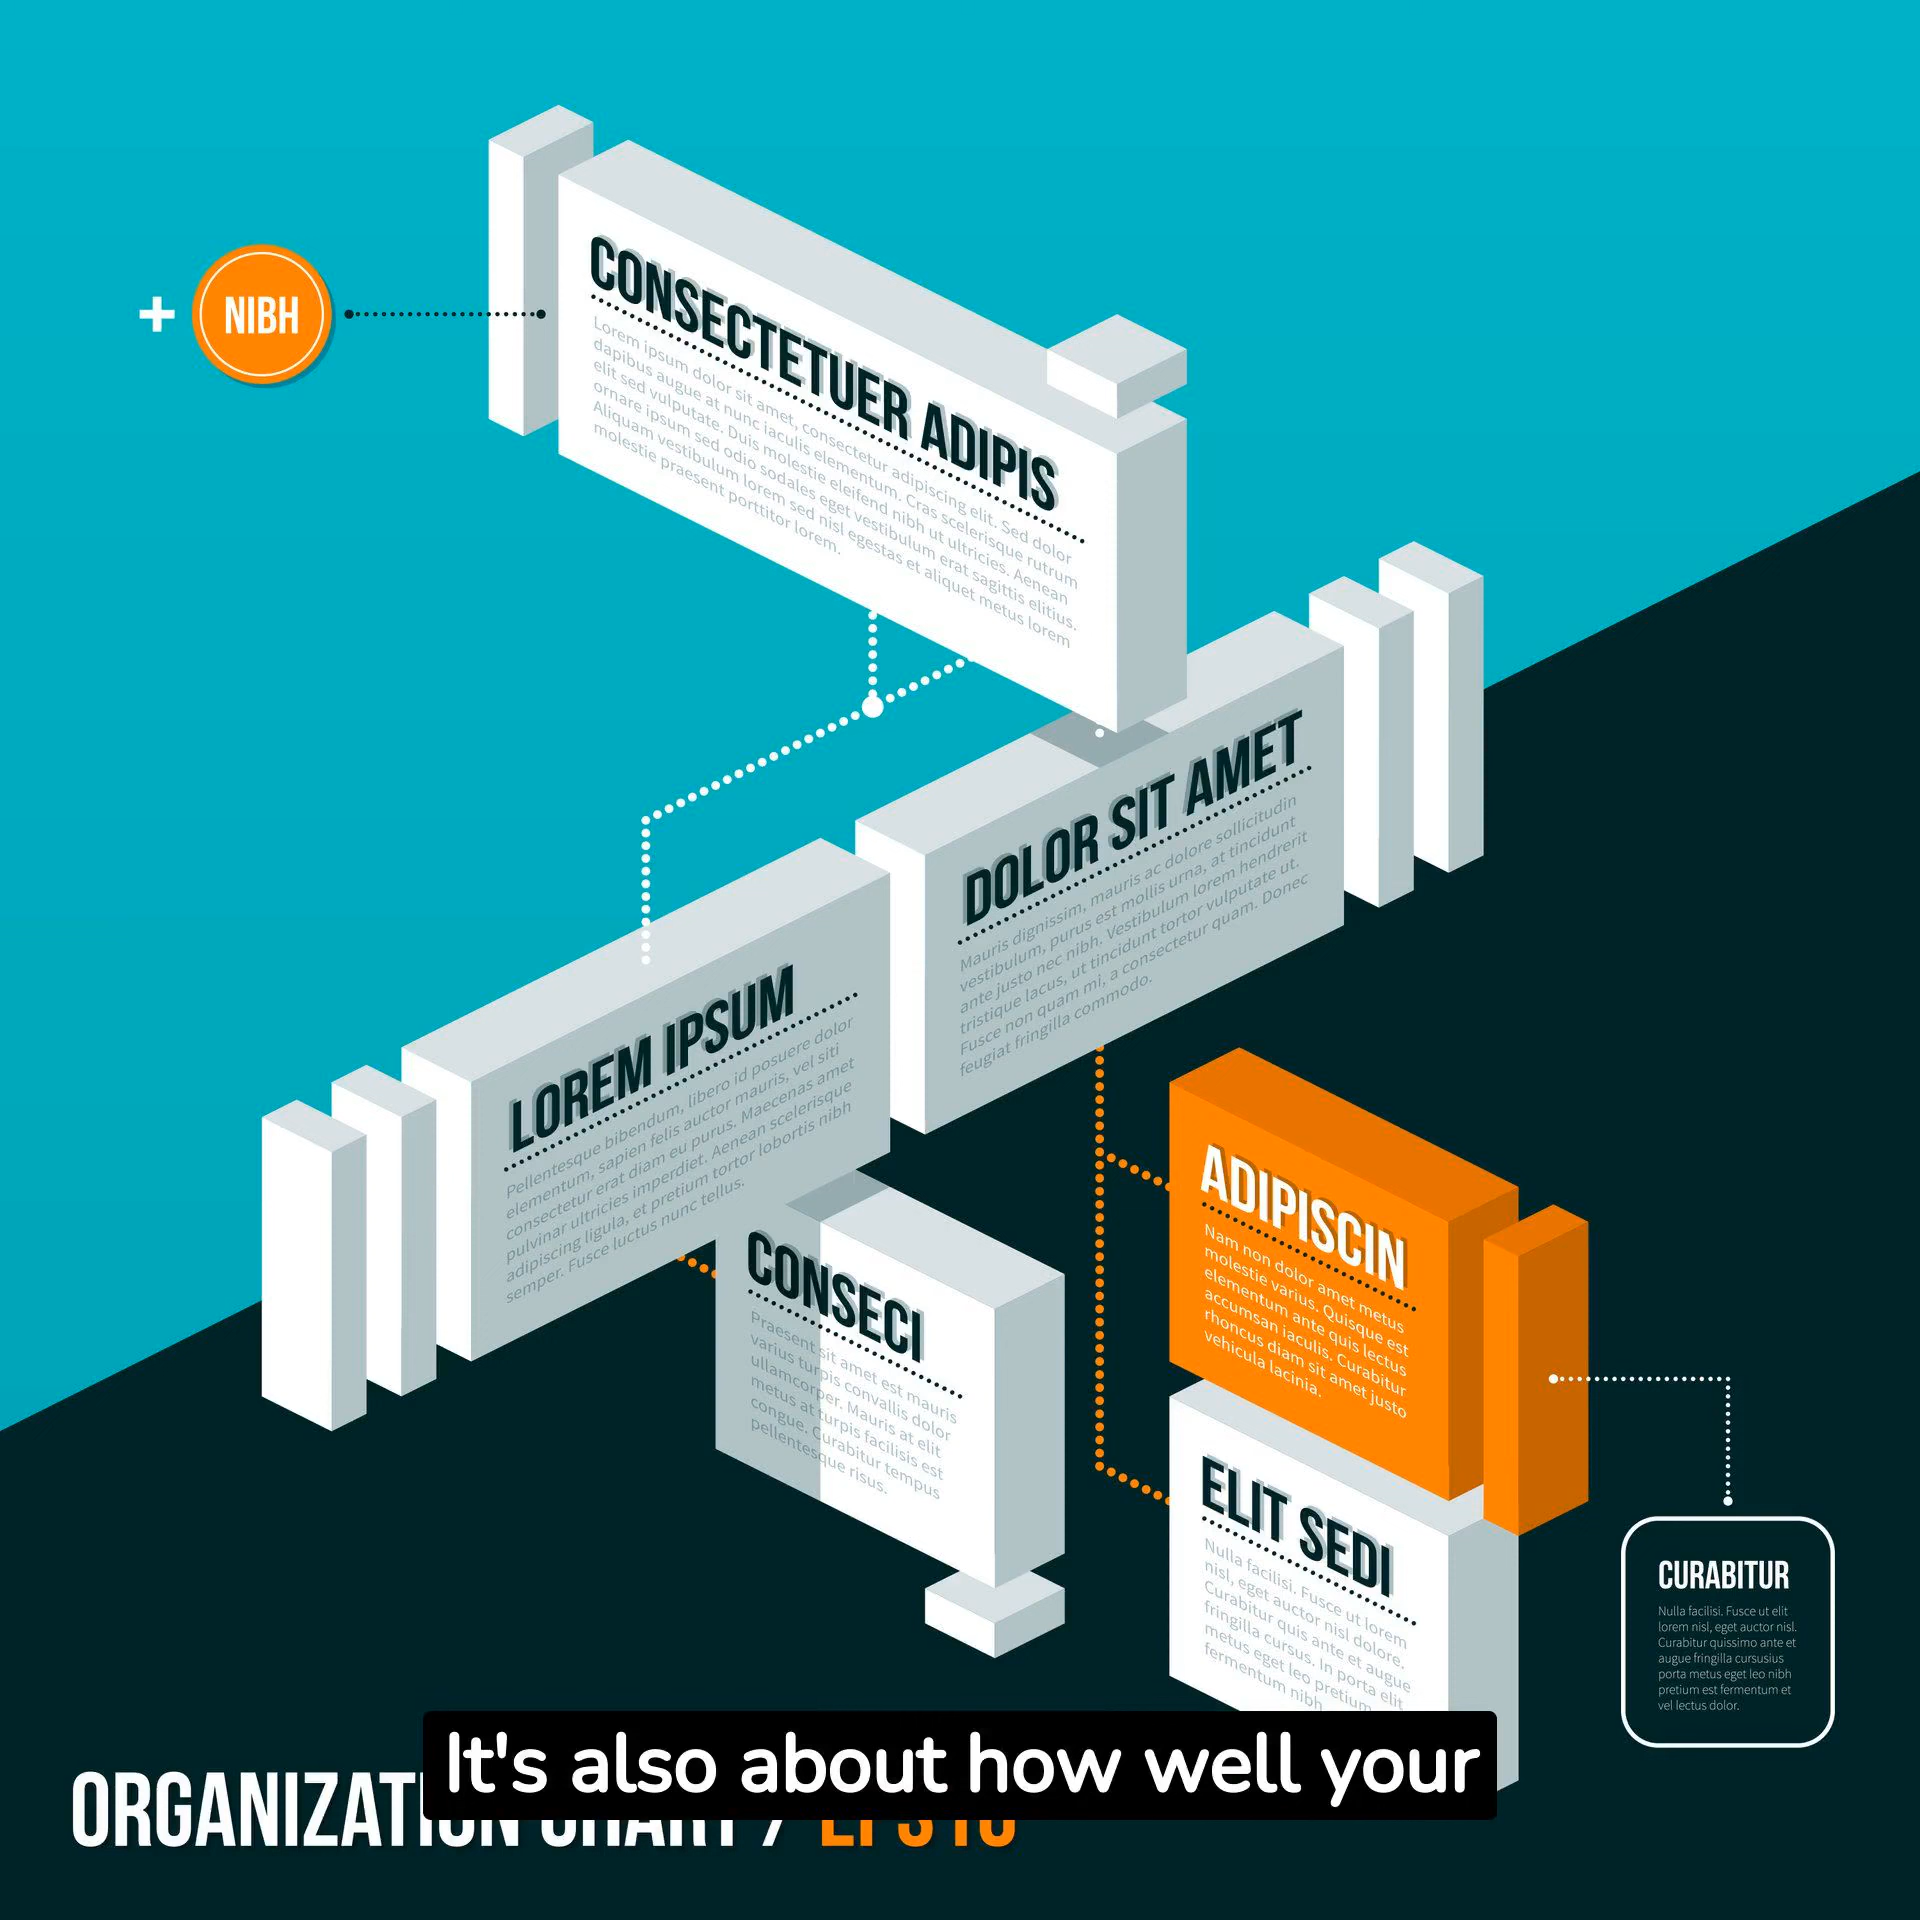 + NIBH
CONSECTETUER ADIPIS
Lorem ipsum dolor sit amet, consectetur adipiscing elit. Sed dolor
dapibus augue at nunc iaculis elementum. Cras scelerisque rutrum
elit sed vulputate. Duis molestie eleifend nibh ut ultricies. Aenean
ornare ipsum sed odio sodales eget vestibulum erat sagittis elitius.
Aliquam vestibulum lorem sed nisl egestas et aliquet metus lorem
molestie praesent porttitor lorem.
DOLOR SIT AMET
Mauris dignissim, mauris ac dolore sollicitudin
vestibulum, purus est mollis urna, at tincidunt
ante justo nec nibh. Vestibulum lorem hendrerit
tristique lacus, ut tincidunt tortor vulputate ut.
Fusce non quam mi, a consectetur quam. Donec
feugiat fringilla commodo.
LOREM IPSUM
Pellentesque bibendum, libero id posuere dolor
elementum, sapien felis auctor mauris, vel siti
consectetur erat diam eu purus. Maecenas amet
pulvinar ultricies imperdiet. Aenean scelerisque
adipiscing ligula, et pretium tortor lobortis nibh
semper. Fusce luctus nunc tellus.
CONSECI
Praesent sit amet est mauris
varius turpis convallis dolor
ullamcorper. Mauris at elit
metus at turpis facilisis est
congue. Curabitur tempus
pellentesque risus.
ADIPISCIN
Nam non dolor amet metus
molestie varius. Quisque est
elementum ante quis lectus
accumsan iaculis. Curabitur
rhoncus diam sit amet justo
vehicula lacinia.
ELIT SEDI
Nulla facilisi. Fusce ut lorem
nisl, eget auctor nisl dolore.
Curabitur quis ante et augue
fringilla cursus. In porta elit
metus eget leo pretium
fermentum nibh
CURABITUR
Nulla facilisi. Fusce ut elit
lorem nisl, eget auctor nisl.
Curabitur quissimo ante et
augue fringilla cursusius
porta metus eget leo nibh
pretium est fermentum et
vel lectus dolor.
It's also about how well your
ORGANIZATION CHART / EPS 10